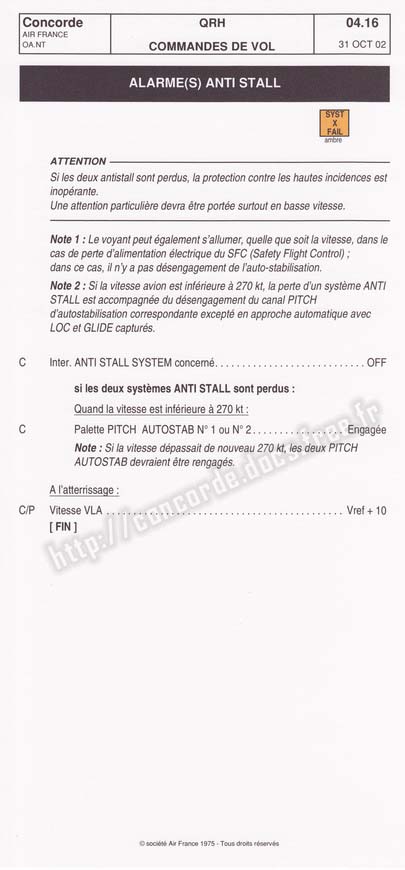 Concorde QRH 04.16
AIR FRANCE
OA.NT COMMANDES DE VOL 31 OCT 02
ALARME(S) ANTI STALL
SYST
X
FAIL
ambre
ATTENTION
Si les deux antistall sont perdus, la protection contre les hautes incidences est
inopérante.
Une attention particulière devra être portée surtout en basse vitesse.
Note 1 : Le voyant peut également s'allumer, quelle que soit la vitesse, dans le
cas de perte d'alimentation électrique du SFC (Safety Flight Control) ;
dans ce cas, il n'y a pas désengagement de l'auto-stabilisation.
Note 2 : Si la vitesse avion est inférieure à 270 kt, la perte d'un système ANTI
STALL est accompagnée du désengagement du canal PITCH
d'autostabilisation correspondante excepté en approche automatique avec
LOC et GLIDE capturés.
C Inter. ANTI STALL SYSTEM concerné. . . . . . . . . . . . . . . . . . . . . . . . . . . . OFF
si les deux systèmes ANTI STALL sont perdus :
Quand la vitesse est inférieure à 270 kt :
C Palette PITCH AUTOSTAB N° 1 ou N° 2 . . . . . . . . . . . . . . . . . Engagée
Note : Si la vitesse dépassait de nouveau 270 kt, les deux PITCH
AUTOSTAB devraient être rengagés.
A l'atterrissage :
C/P Vitesse VLA . . . . . . . . . . . . . . . . . . . . . . . . . . . . . . . . . . . . . . . . . . . . Vref + 10
[ FIN ]
http://concorde.docs.free.fr
© société Air France 1975 - Tous droits réservés